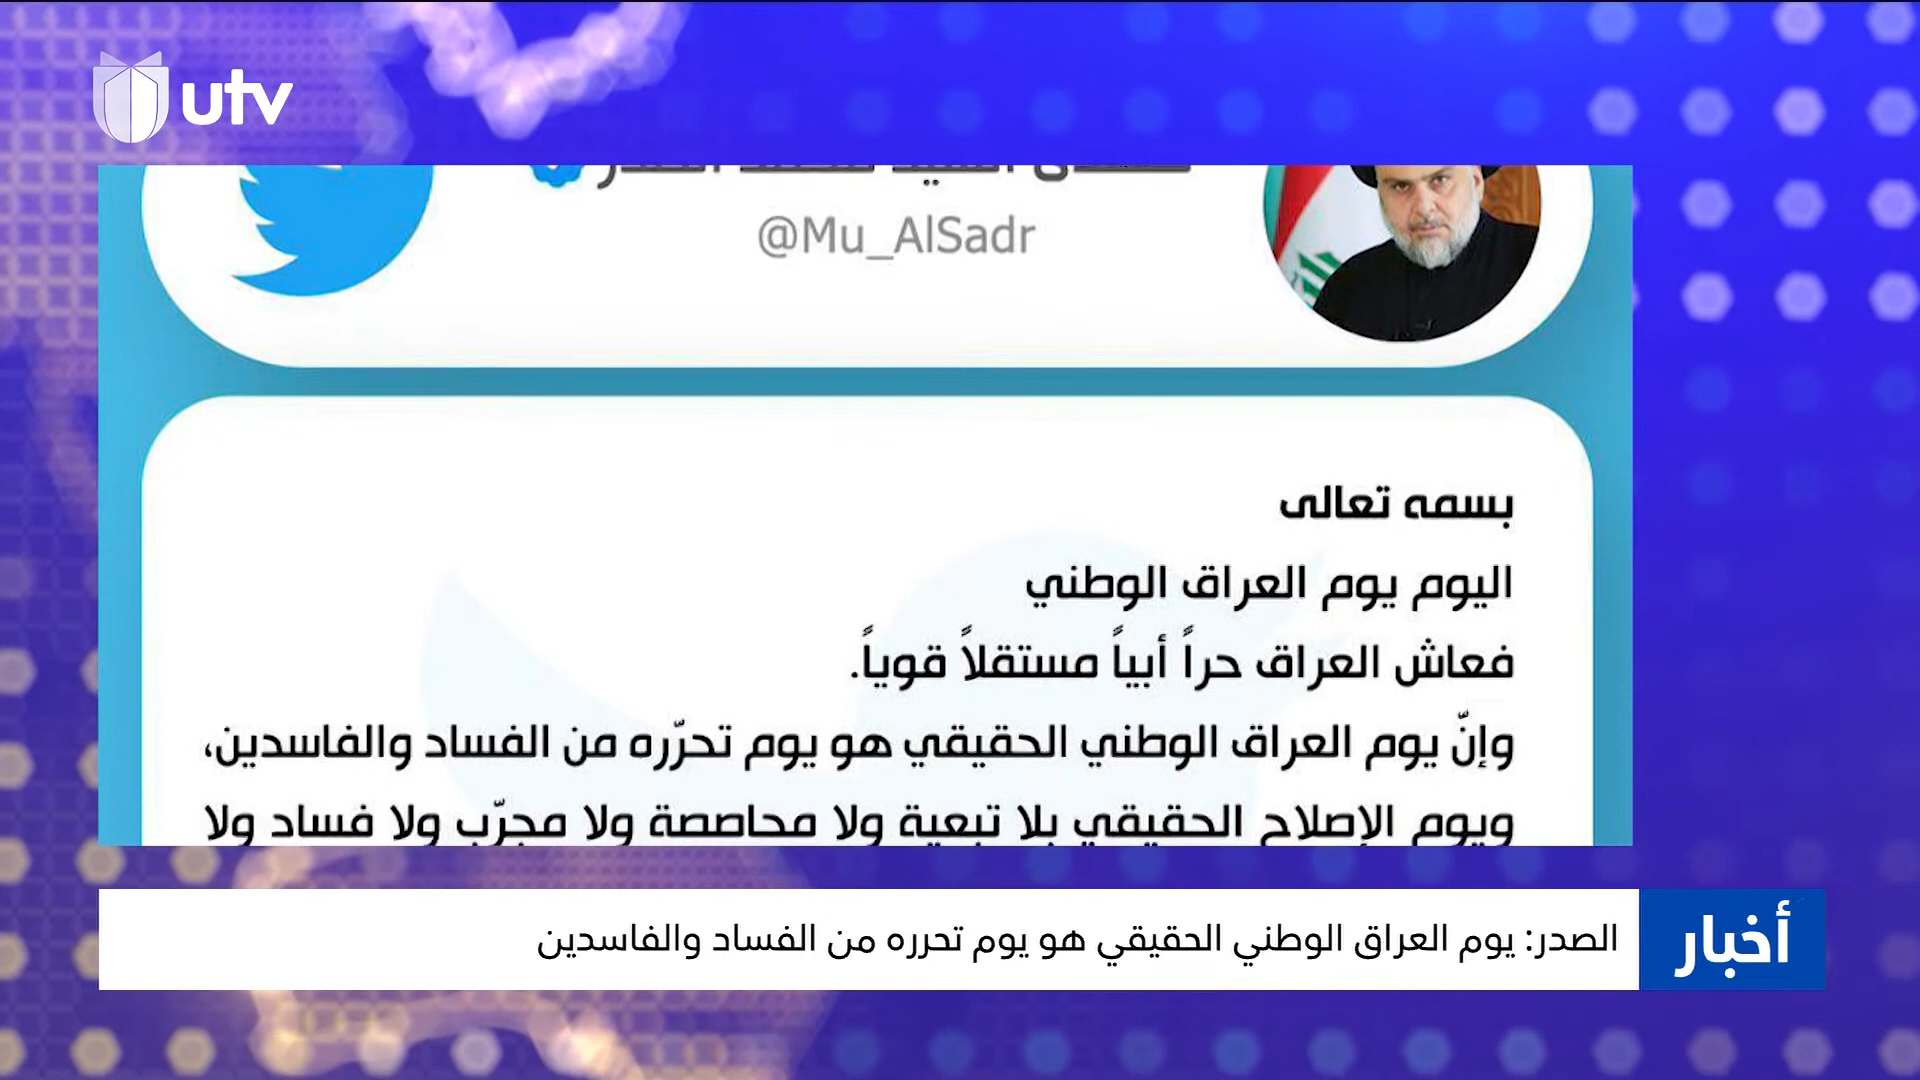 utv
@Mu_AlSadr
بسمه تعالى
اليوم يوم العراق الوطني
فعاش العراق حراً أبياً مستقلاً قوياً.
وإنّ يوم العراق الوطني الحقيقي هو يوم تحرّره من الفساد والفاسدين،
ويوم الإصلاح الحقيقي بلا تبعية ولا محاصصة ولا مجرّب ولا فساد ولا
أخبار
الصدر: يوم العراق الوطني الحقيقي هو يوم تحرره من الفساد والفاسدين